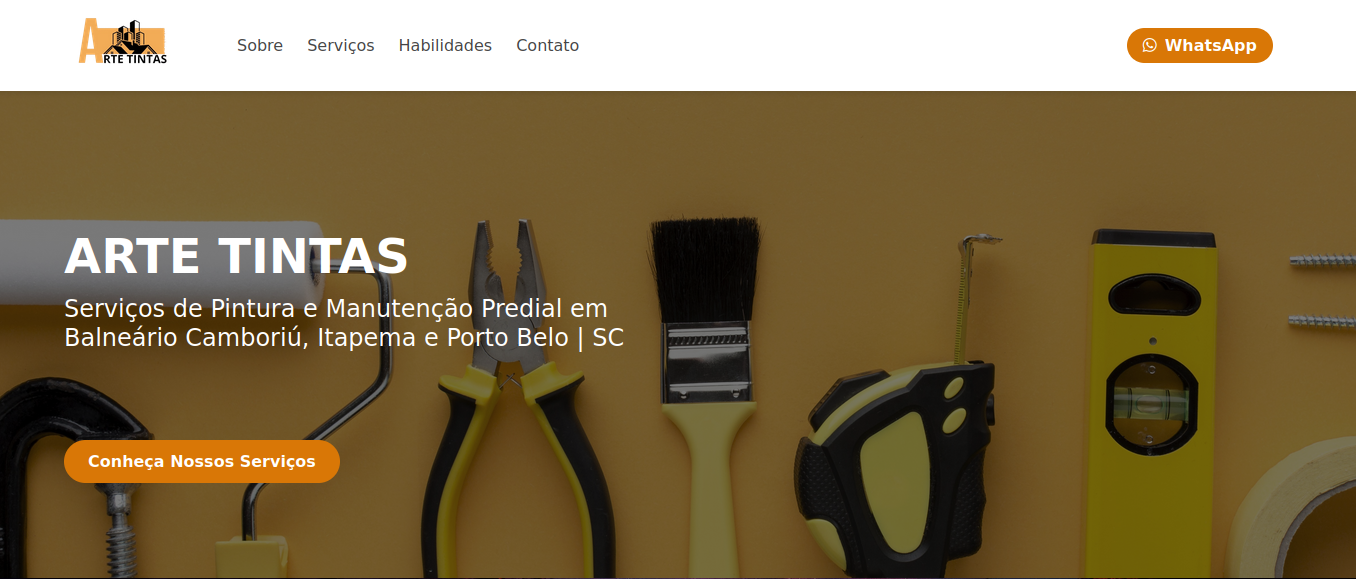 ARTE TINTAS
Sobre Serviços Habilidades Contato
WhatsApp
ARTE TINTAS
Serviços de Pintura e Manutenção Predial em
Balneário Camboriú, Itapema e Porto Belo | SC
Conheça Nossos Serviços